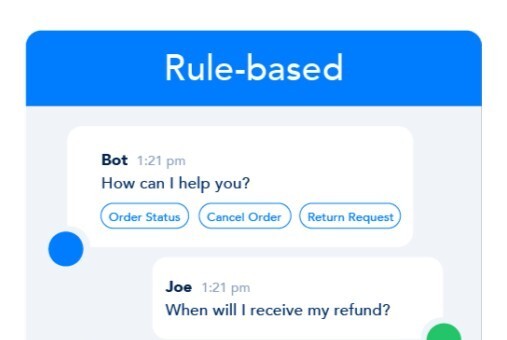 Rule-based
Bot 1:21 pm
How can I help you?
Order Status Cancel Order Return Request
Joe 1:21 pm
When will I receive my refund?